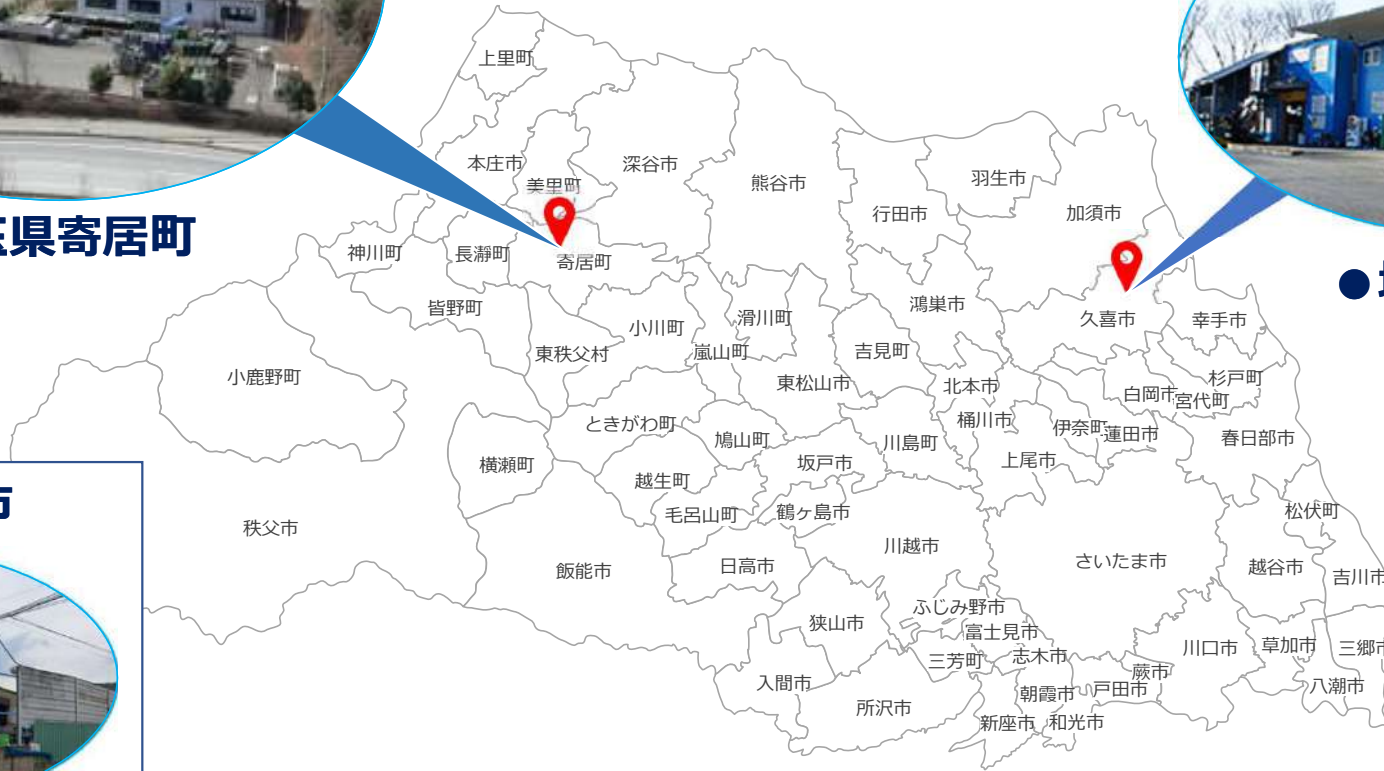 上里町
本庄市
美里町
深谷市
熊谷市
行田市
羽生市
加須市
県寄居町
神川町
長瀞町
寄居町
皆野町
小川町
滑川町
嵐山町
東秩父村
吉見町
鴻巣市
久喜市
幸手市
●
小鹿野町
東松山市
北本市
白岡市
杉戸町
宮代町
ときがわ町
鳩山町
川島町
桶川市
伊奈町
蓮田市
春日部市
横瀬町
越生町
坂戸市
上尾市
市
秩父市
毛呂山町
鶴ヶ島市
松伏町
飯能市
日高市
川越市
さいたま市
越谷市
吉川市
ふじみ野市
狭山市
富士見市
三芳町
志木市
川口市
草加市
三郷市
入間市
所沢市
朝霞市
戸田市
蕨市
八潮市
新座市
和光市